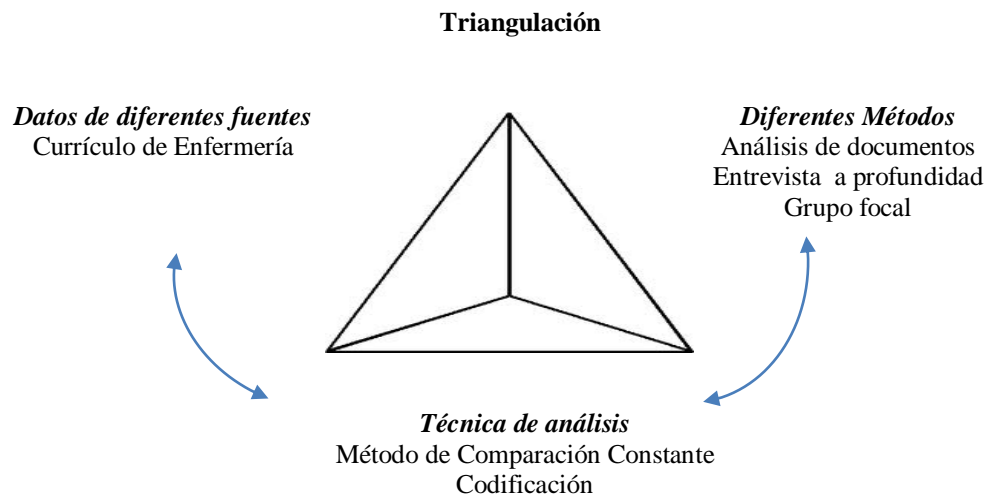 Triangulación
Datos de diferentes fuentes
Currículo de Enfermería
Diferentes Métodos
Análisis de documentos
Entrevista a profundidad
Grupo focal
Técnica de análisis
Método de Comparación Constante
Codificación